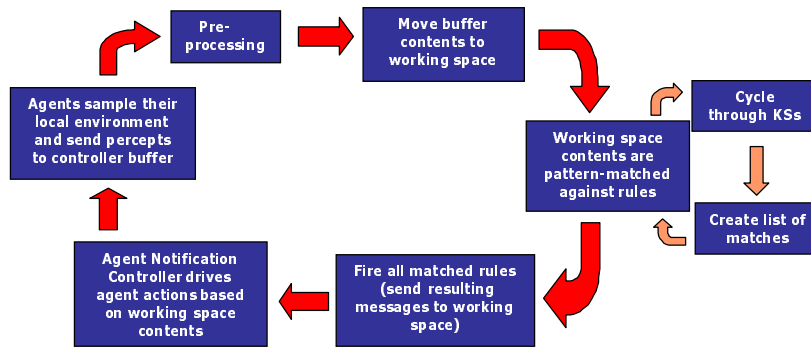 Pre-
processing
Move buffer
contents to
working space
Agents sample their
local environment
and send percepts
to controller buffer
Cycle
through KSs
Working space
contents are
pattern-matched
against rules
Create list of
matches
Agent Notification
Controller drives
agent actions based
on working space
contents
Fire all matched rules
(send resulting
messages to working
space)